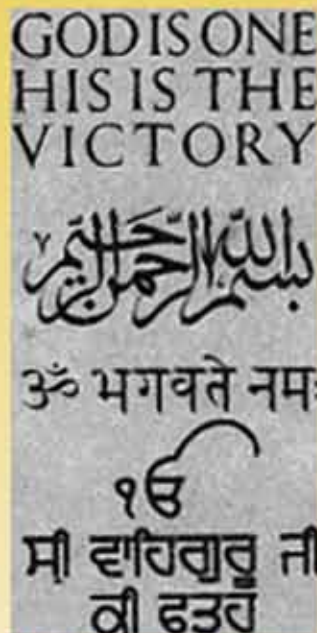 GOD IS ONE
HIS IS THE
VICTORY
بسم الله الرحمن الرحيم
ॐ भगवते नमः
ੴ
ਸ੍ਰੀ ਵਾਹਿਗੁਰੂ ਜੀ
ਕੀ ਫਤਹ